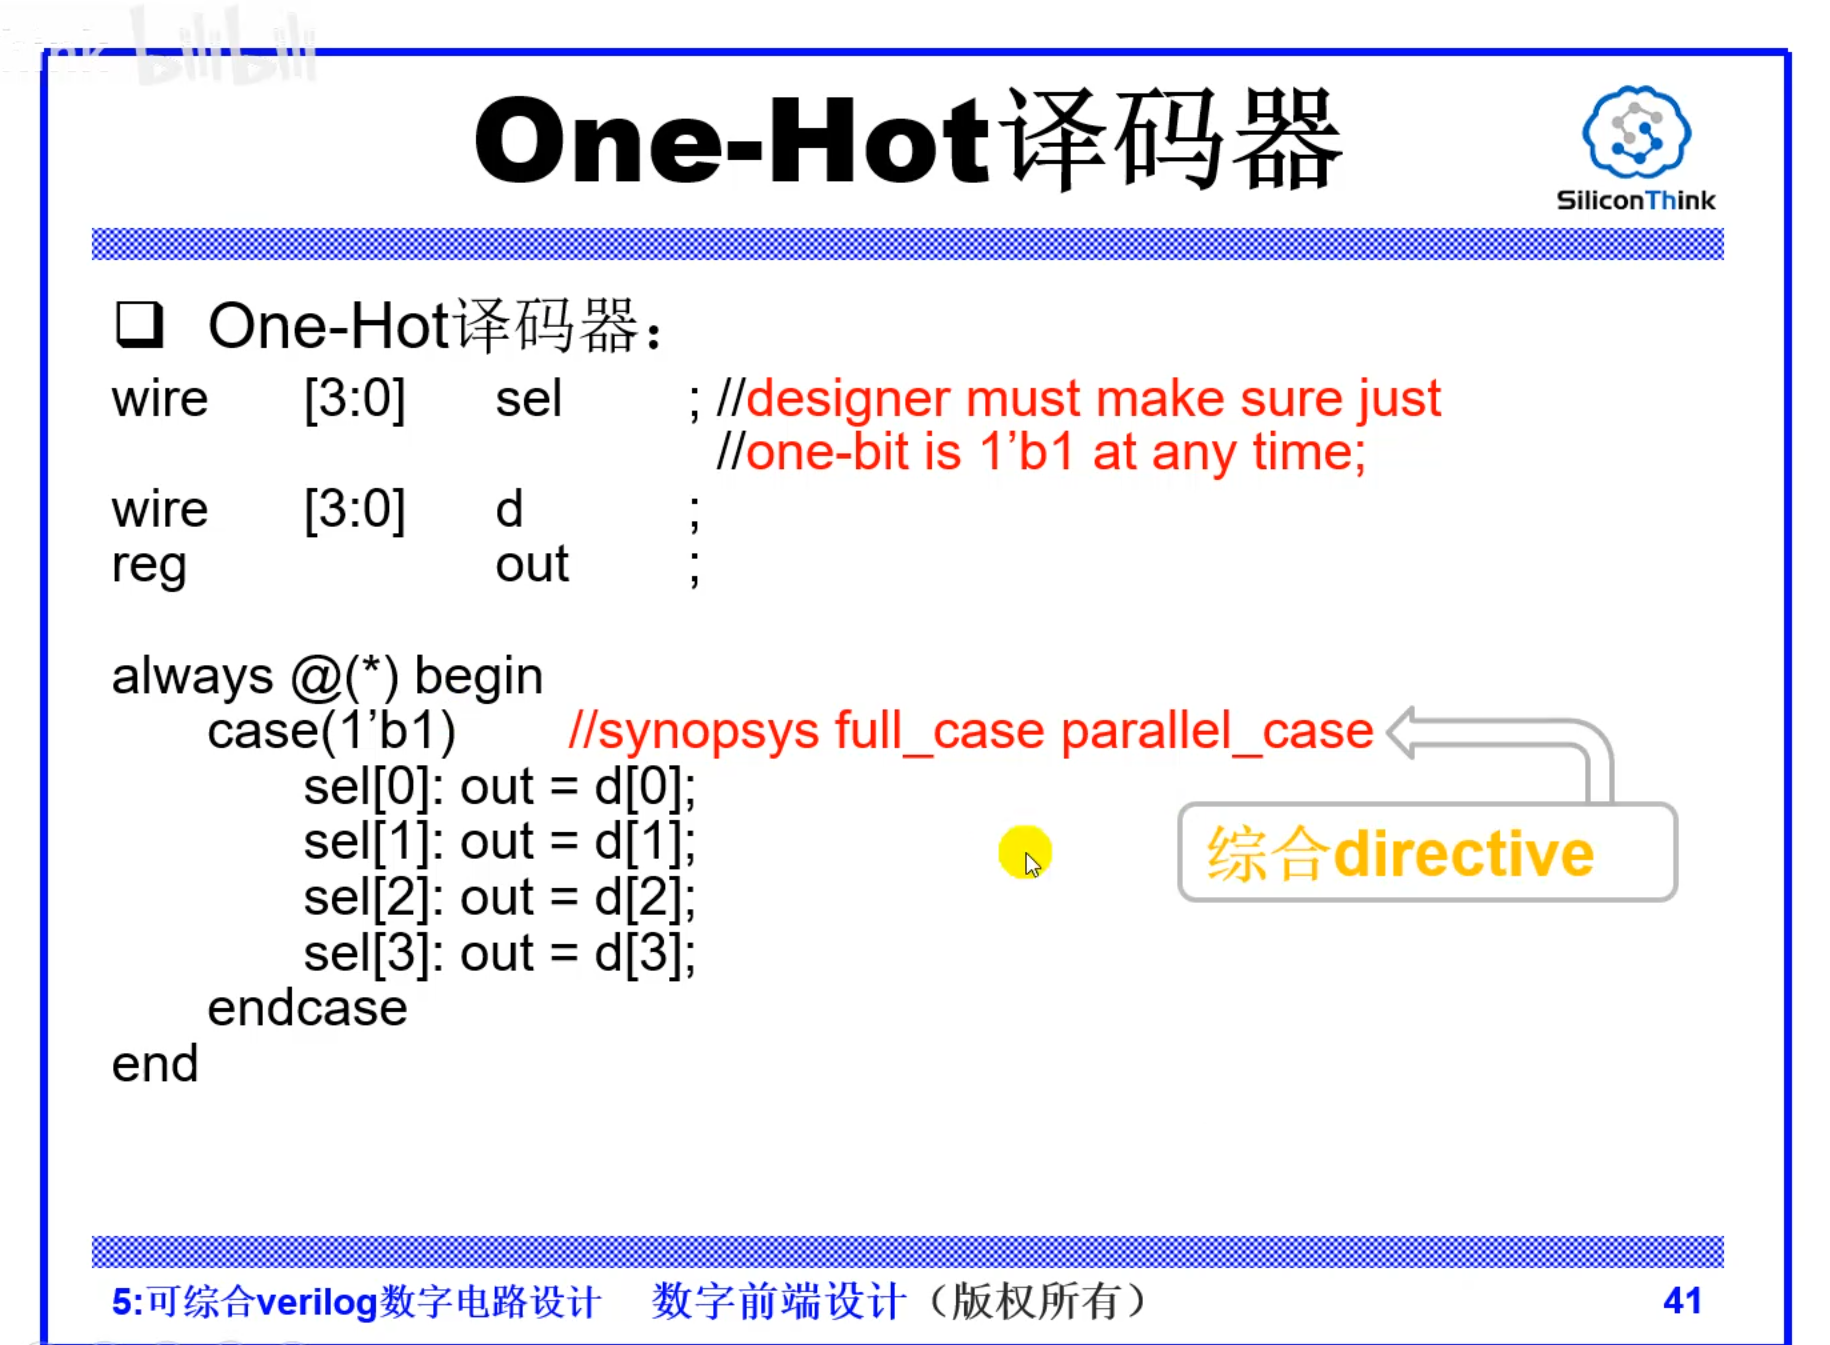 bilibili
One-Hot译码器
SiliconThink
One-Hot译码器：
wire [3:0] sel ; //designer must make sure just
//one-bit is 1’b1 at any time;
wire [3:0] d ;
reg out ;
always @(*) begin
case(1’b1) //synopsys full_case parallel_case
sel[0]: out = d[0];
综合directive
sel[1]: out = d[1];
sel[2]: out = d[2];
sel[3]: out = d[3];
endcase
end
5:可综合verilog数字电路设计 数字前端设计（版权所有） 41